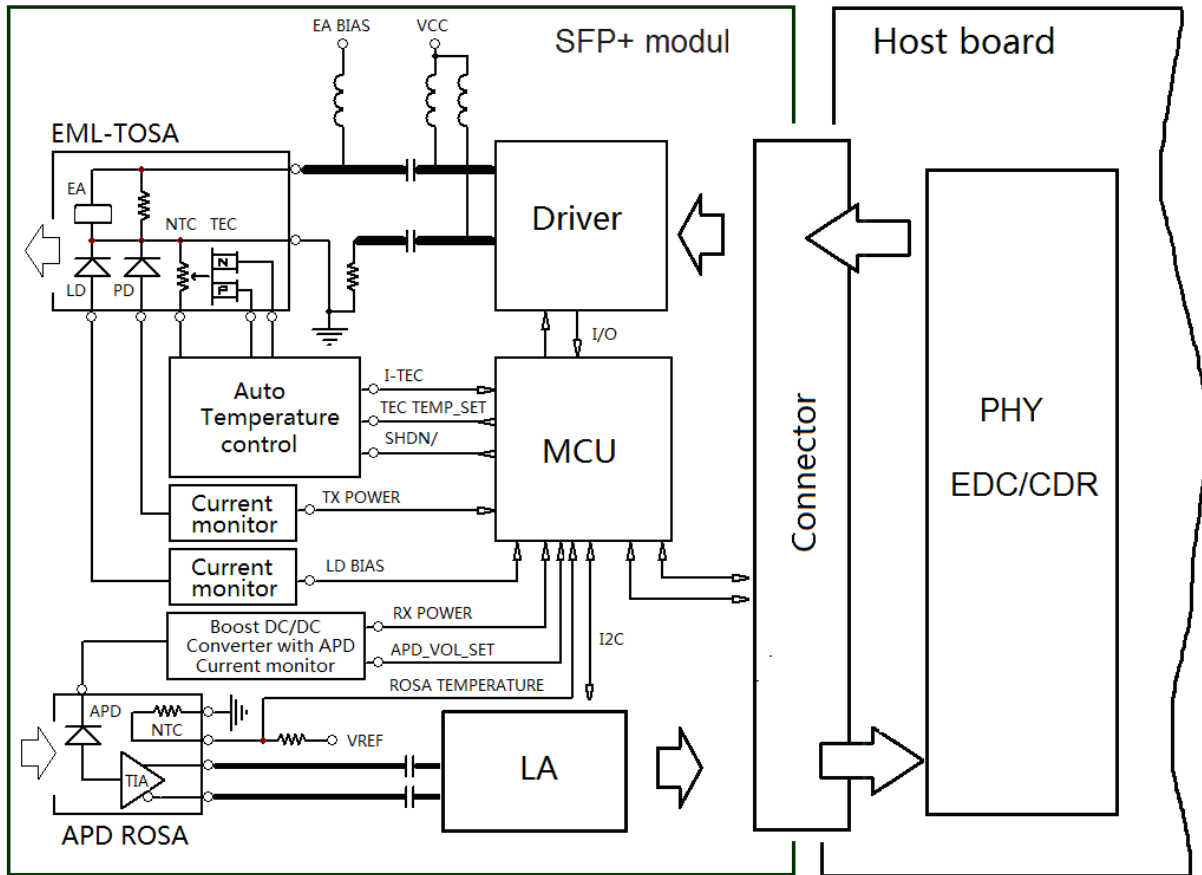 EA BIAS
VCC
SFP+ modul
Host board
EML-TOSA
EA
NTC TEC
N
P
LD
PD
Driver
I/O
Auto
Temperature
control
I-TEC
TEC TEMP_SET
SHDN/
MCU
Connector
PHY
EDC/CDR
Current
monitor
TX POWER
Current
monitor
LD BIAS
Boost DC/DC
Converter with APD
Current monitor
RX POWER
APD_VOL_SET
I2C
ROSA TEMPERATURE
APD
NTC
VREF
TIA
LA
APD ROSA